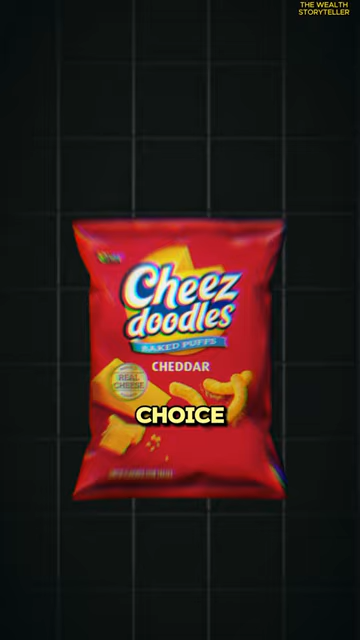 THE WEALTH
STORYTELLER
Cheez
doodles
BAKED PUFFS
CHEDDAR
REAL
CHEESE
CHOICE